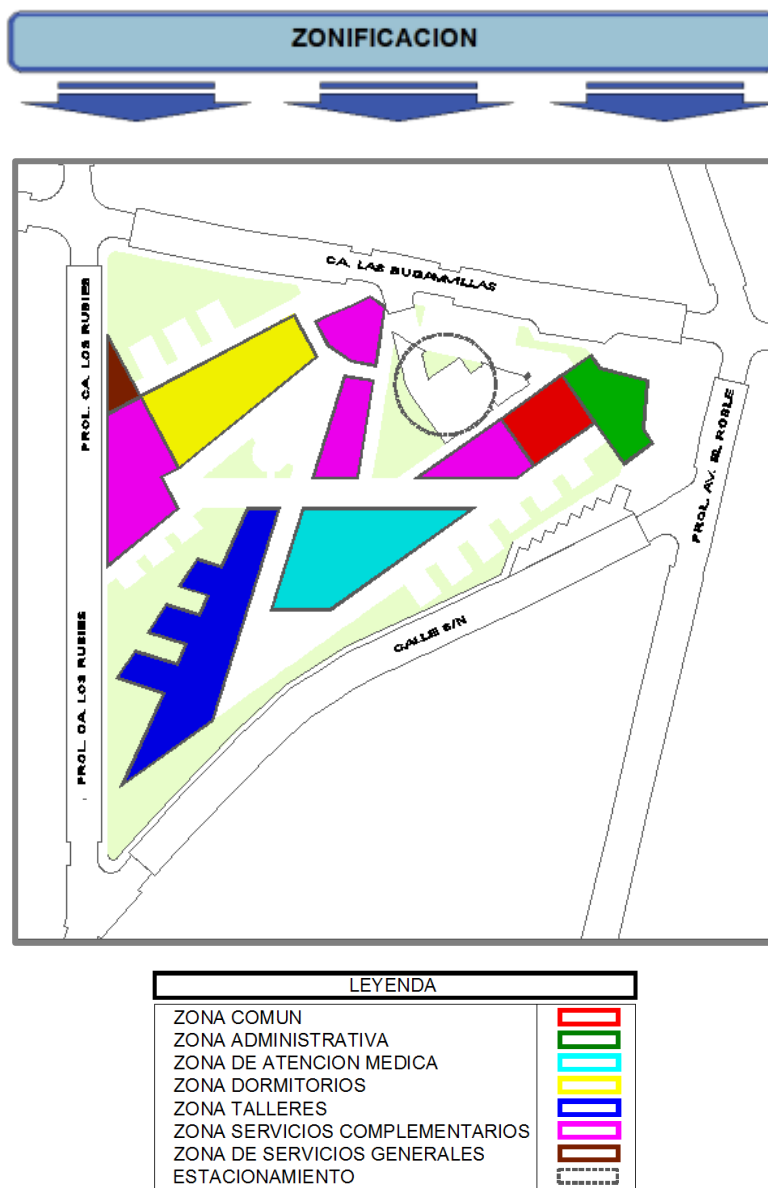 ZONIFICACION
CA. LAS BUGAMVILLAS
PROL. CA. LOS RUBIES
PROL. AV. EL ROBLE
PROL. CA. LOS RUBIES
CALLE S/N
LEYENDA
ZONA COMUN
ZONA ADMINISTRATIVA
ZONA DE ATENCION MEDICA
ZONA DORMITORIOS
ZONA TALLERES
ZONA SERVICIOS COMPLEMENTARIOS
ZONA DE SERVICIOS GENERALES
ESTACIONAMIENTO